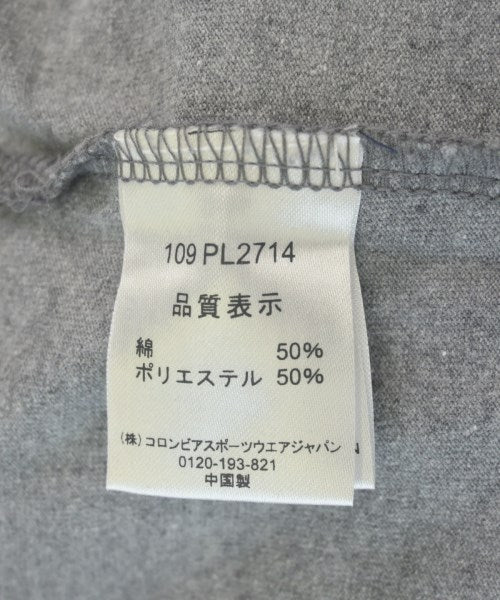 109 PL2714
品質表示
綿 50%
ポリエステル 50%
(株) コロンビアスポーツウエアジャパン
0120-193-821
中国製
N